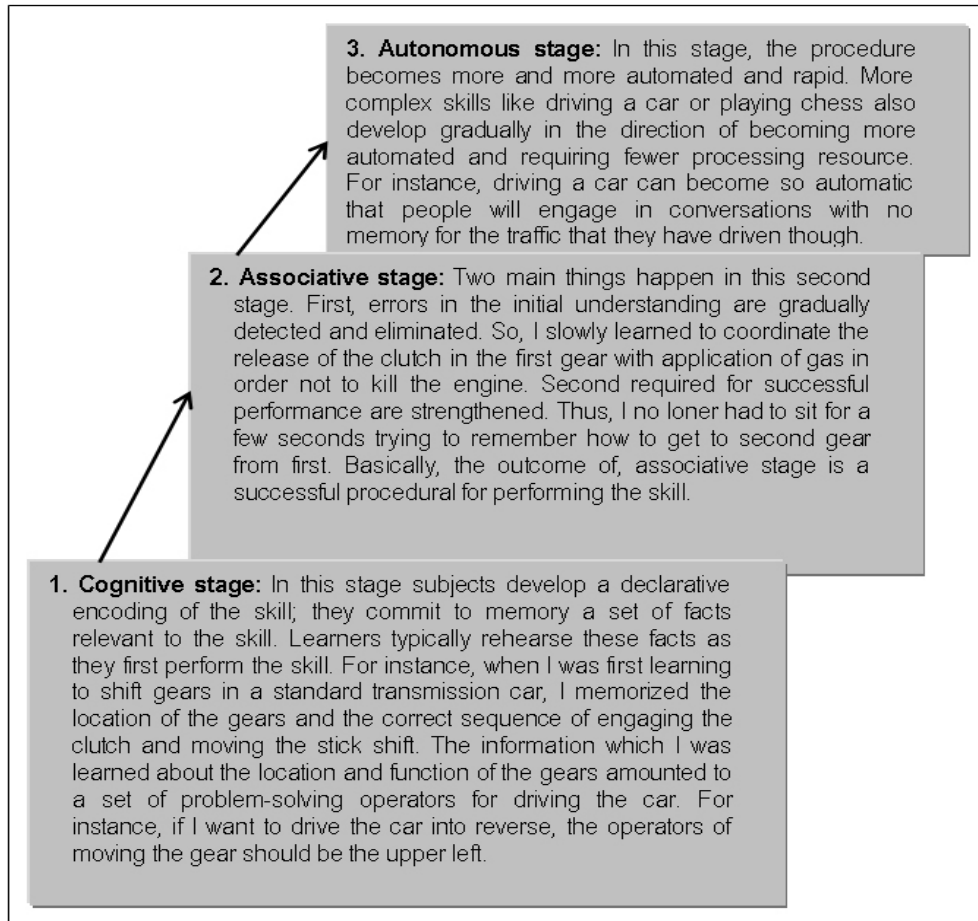 3. Autonomous stage: In this stage, the procedure
becomes more and more automated and rapid. More
complex skills like driving a car or playing chess also
develop gradually in the direction of becoming more
automated and requiring fewer processing resource.
For instance, driving a car can become so automatic
that people will engage in conversations with no
memory for the traffic that they have driven though.
2. Associative stage: Two main things happen in this second
stage. First, errors in the initial understanding are gradually
detected and eliminated. So, I slowly learned to coordinate the
release of the clutch in the first gear with application of gas in
order not to kill the engine. Second required for successful
performance are strengthened. Thus, I no loner had to sit for a
few seconds trying to remember how to get to second gear
from first. Basically, the outcome of, associative stage is a
successful procedural for performing the skill.
1. Cognitive stage: In this stage subjects develop a declarative
encoding of the skill; they commit to memory a set of facts
relevant to the skill. Learners typically rehearse these facts as
they first perform the skill. For instance, when I was first learning
to shift gears in a standard transmission car, I memorized the
location of the gears and the correct sequence of engaging the
clutch and moving the stick shift. The information which I was
learned about the location and function of the gears amounted to
a set of problem-solving operators for driving the car. For
instance, if I want to drive the car into reverse, the operators of
moving the gear should be the upper left.